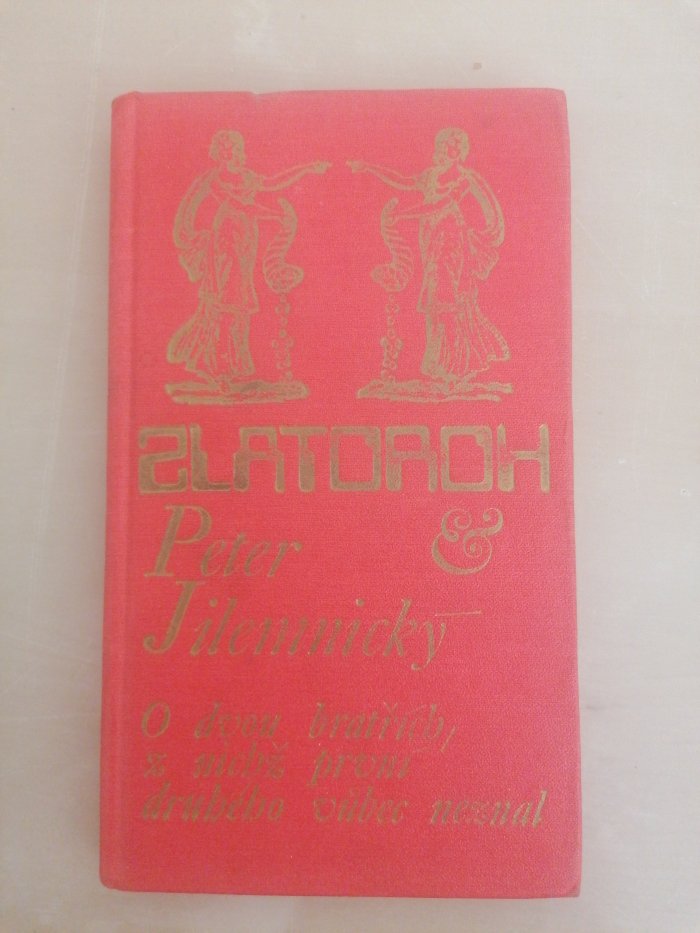 ZLATOROH
Peter &
Jilemnický
O dvou bratřích,
z nichž první
druhého vůbec neznal